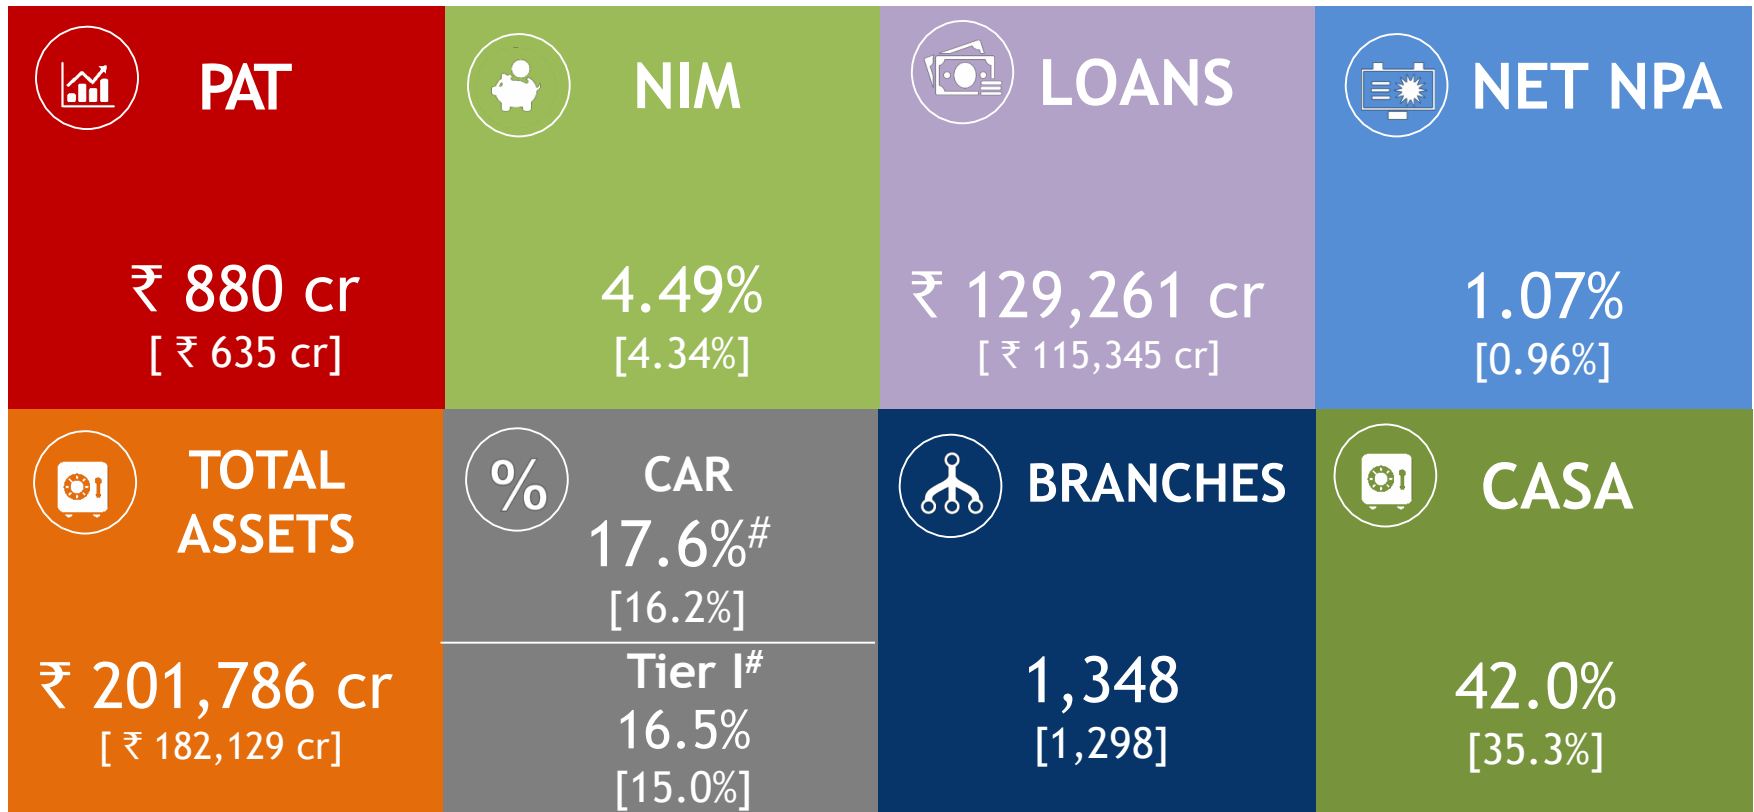 PAT
₹ 880 cr
[ ₹ 635 cr]
NIM
4.49%
[4.34%]
LOANS
₹ 129,261 cr
[ ₹ 115,345 cr]
NET NPA
1.07%
[0.96%]
TOTAL
ASSETS
₹ 201,786 cr
[ ₹ 182,129 cr]
%
CAR
17.6%#
[16.2%]
Tier I#
16.5%
[15.0%]
BRANCHES
1,348
[1,298]
CASA
42.0%
[35.3%]